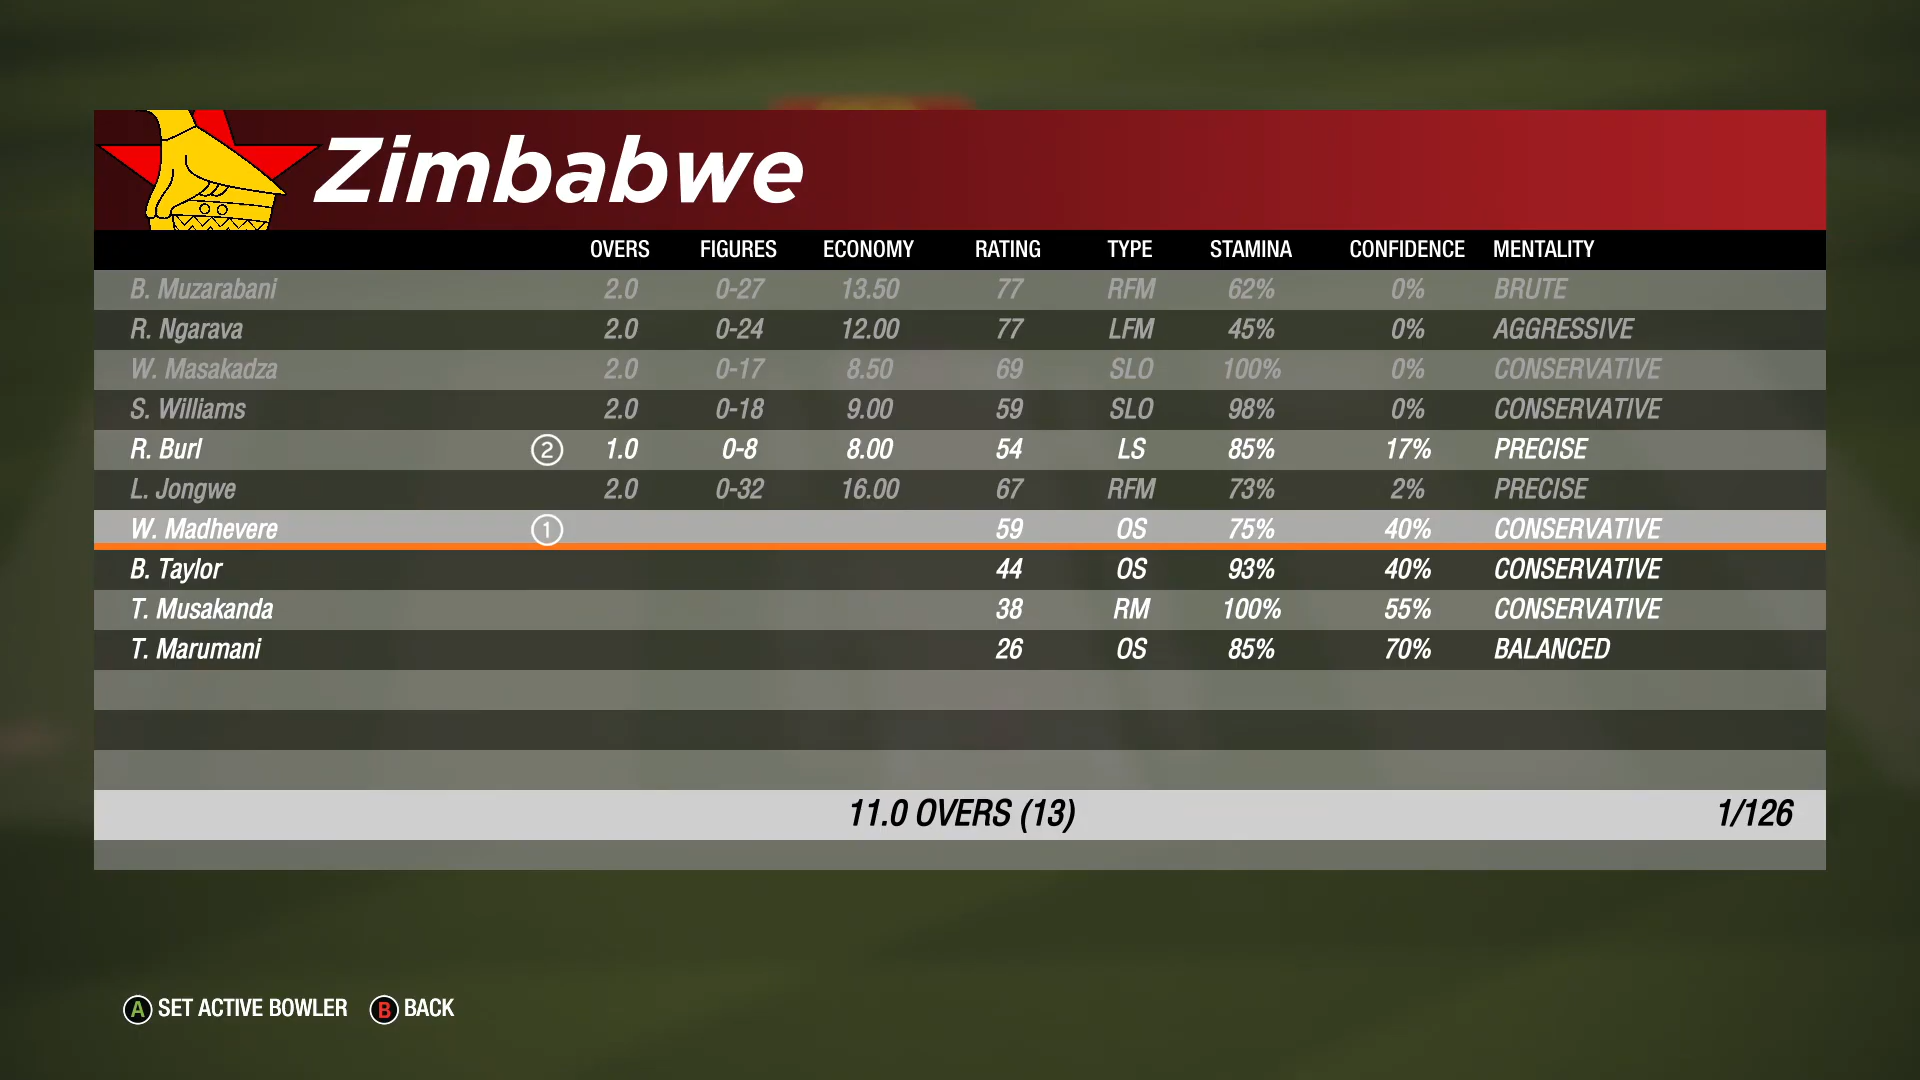 Zimbabwe
OVERS FIGURES ECONOMY RATING TYPE STAMINA CONFIDENCE MENTALITY
B. Muzarabani 2.0 0-27 13.50 77 RFM 62% 0% BRUTE
R. Ngarava 2.0 0-24 12.00 77 LFM 45% 0% AGGRESSIVE
W. Masakadza 2.0 0-17 8.50 69 SLO 100% 0% CONSERVATIVE
S. Williams 2.0 0-18 9.00 59 SLO 98% 0% CONSERVATIVE
R. Burl 2 1.0 0-8 8.00 54 LS 85% 17% PRECISE
L. Jongwe 2.0 0-32 16.00 67 RFM 73% 2% PRECISE
W. Madhevere 1 59 OS 75% 40% CONSERVATIVE
B. Taylor 44 OS 93% 40% CONSERVATIVE
T. Musakanda 38 RM 100% 55% CONSERVATIVE
T. Marumani 26 OS 85% 70% BALANCED
11.0 OVERS (13) 1/126
A SET ACTIVE BOWLER B BACK